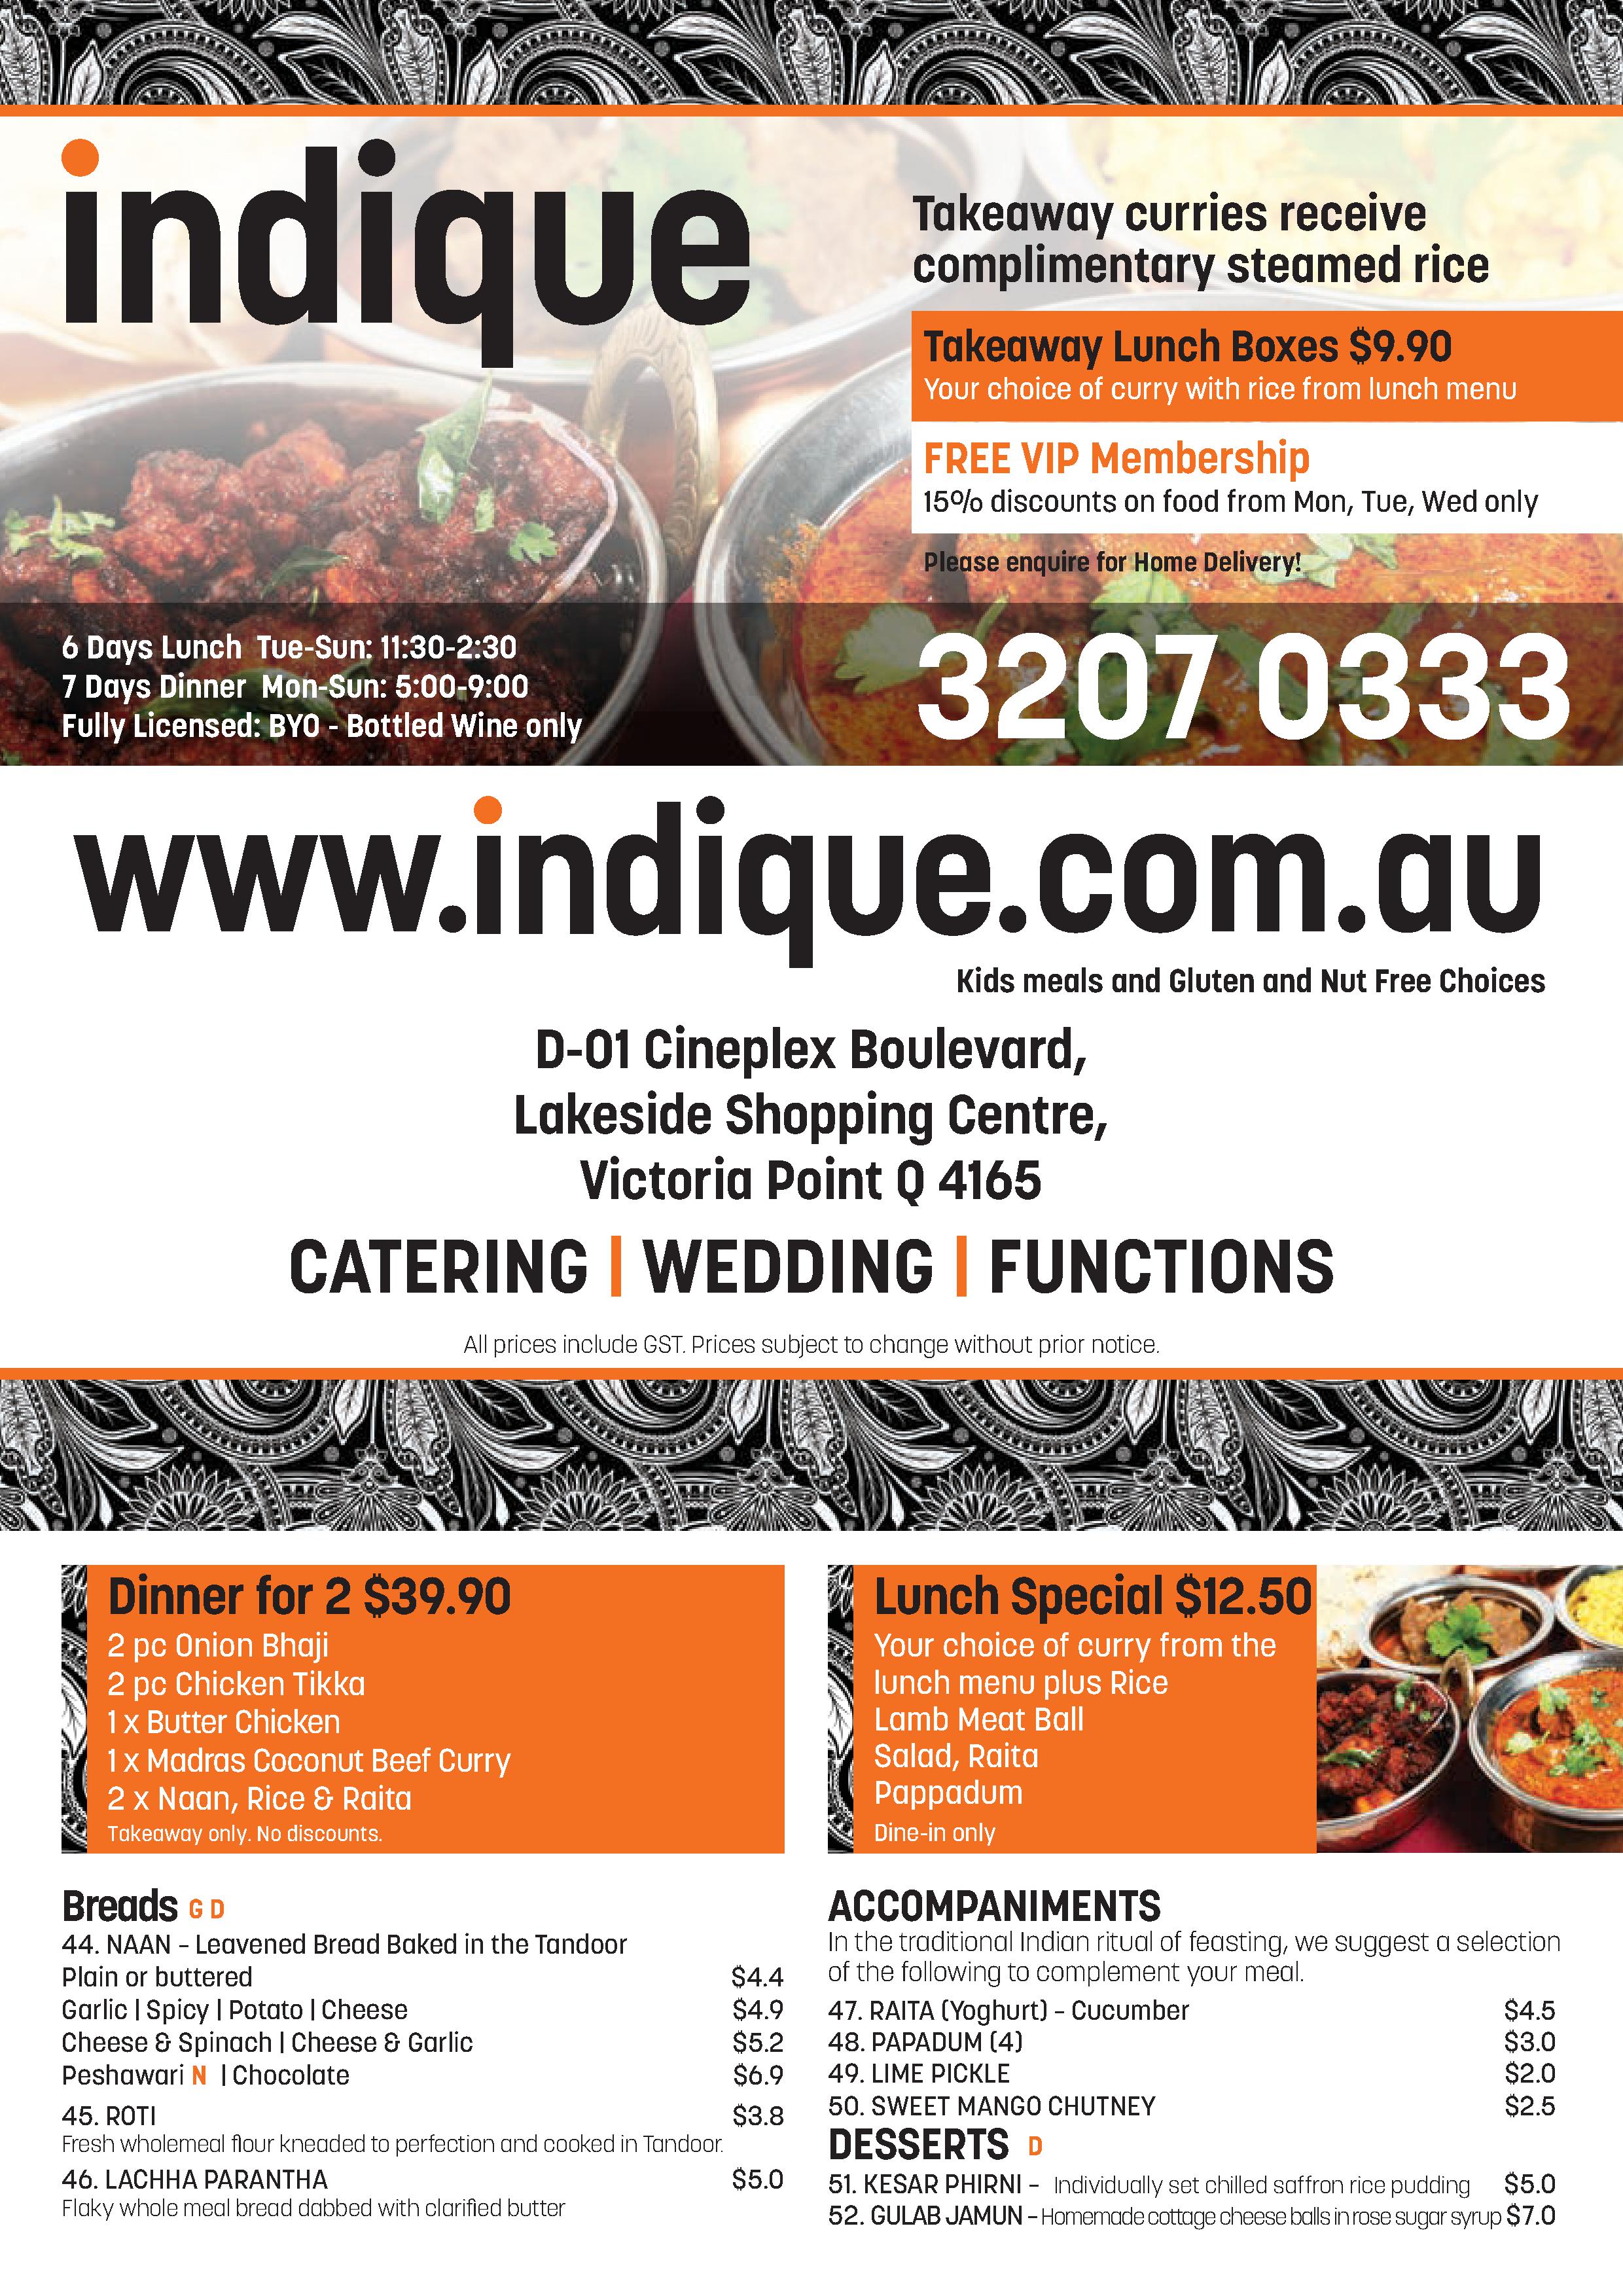 indique
Takeaway curries receive
complimentary steamed rice
Takeaway Lunch Boxes $9.90
Your choice of curry with rice from lunch menu
FREE VIP Membership
15% discounts on food from Mon, Tue, Wed only
Please enquire for Home Delivery!
6 Days Lunch Tue-Sun: 11:30-2:30
7 Days Dinner Mon-Sun: 5:00-9:00
Fully Licensed: BYO - Bottled Wine only
3207 0333
www.indique.com.au
Kids meals and Gluten and Nut Free Choices
D-01 Cineplex Boulevard,
Lakeside Shopping Centre,
Victoria Point Q 4165
CATERING | WEDDING | FUNCTIONS
All prices include GST. Prices subject to change without prior notice.
Dinner for 2 $39.90
2 pc Onion Bhaji
2 pc Chicken Tikka
1 x Butter Chicken
1 x Madras Coconut Beef Curry
2 x Naan, Rice & Raita
Takeaway only. No discounts.
Lunch Special $12.50
Your choice of curry from the
lunch menu plus Rice
Lamb Meat Ball
Salad, Raita
Pappadum
Dine-in only
Breads G D
44. NAAN – Leavened Bread Baked in the Tandoor
Plain or buttered $4.4
Garlic | Spicy | Potato | Cheese $4.9
Cheese & Spinach | Cheese & Garlic $5.2
Peshawari N | Chocolate $6.9
45. ROTI $3.8
Fresh wholemeal flour kneaded to perfection and cooked in Tandoor.
46. LACHHA PARANTHA $5.0
Flaky whole meal bread dabbed with clarified butter
ACCOMPANIMENTS
In the traditional Indian ritual of feasting, we suggest a selection
of the following to complement your meal.
47. RAITA (Yoghurt) – Cucumber $4.5
48. PAPADUM (4) $3.0
49. LIME PICKLE $2.0
50. SWEET MANGO CHUTNEY $2.5
DESSERTS D
51. KESAR PHIRNI – Individually set chilled saffron rice pudding $5.0
52. GULAB JAMUN – Homemade cottage cheese balls in rose sugar syrup $7.0